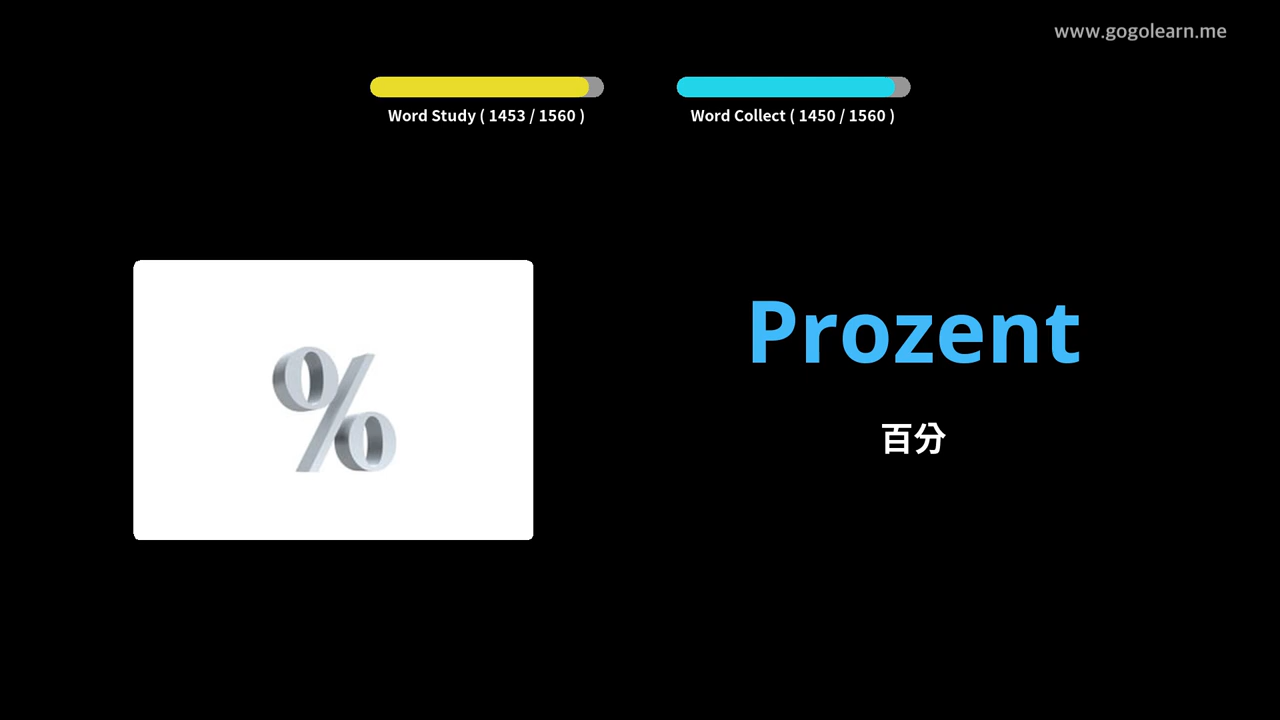 www.gogolearn.me
Word Study ( 1453 / 1560 )
Word Collect ( 1450 / 1560 )
%
Prozent
百分